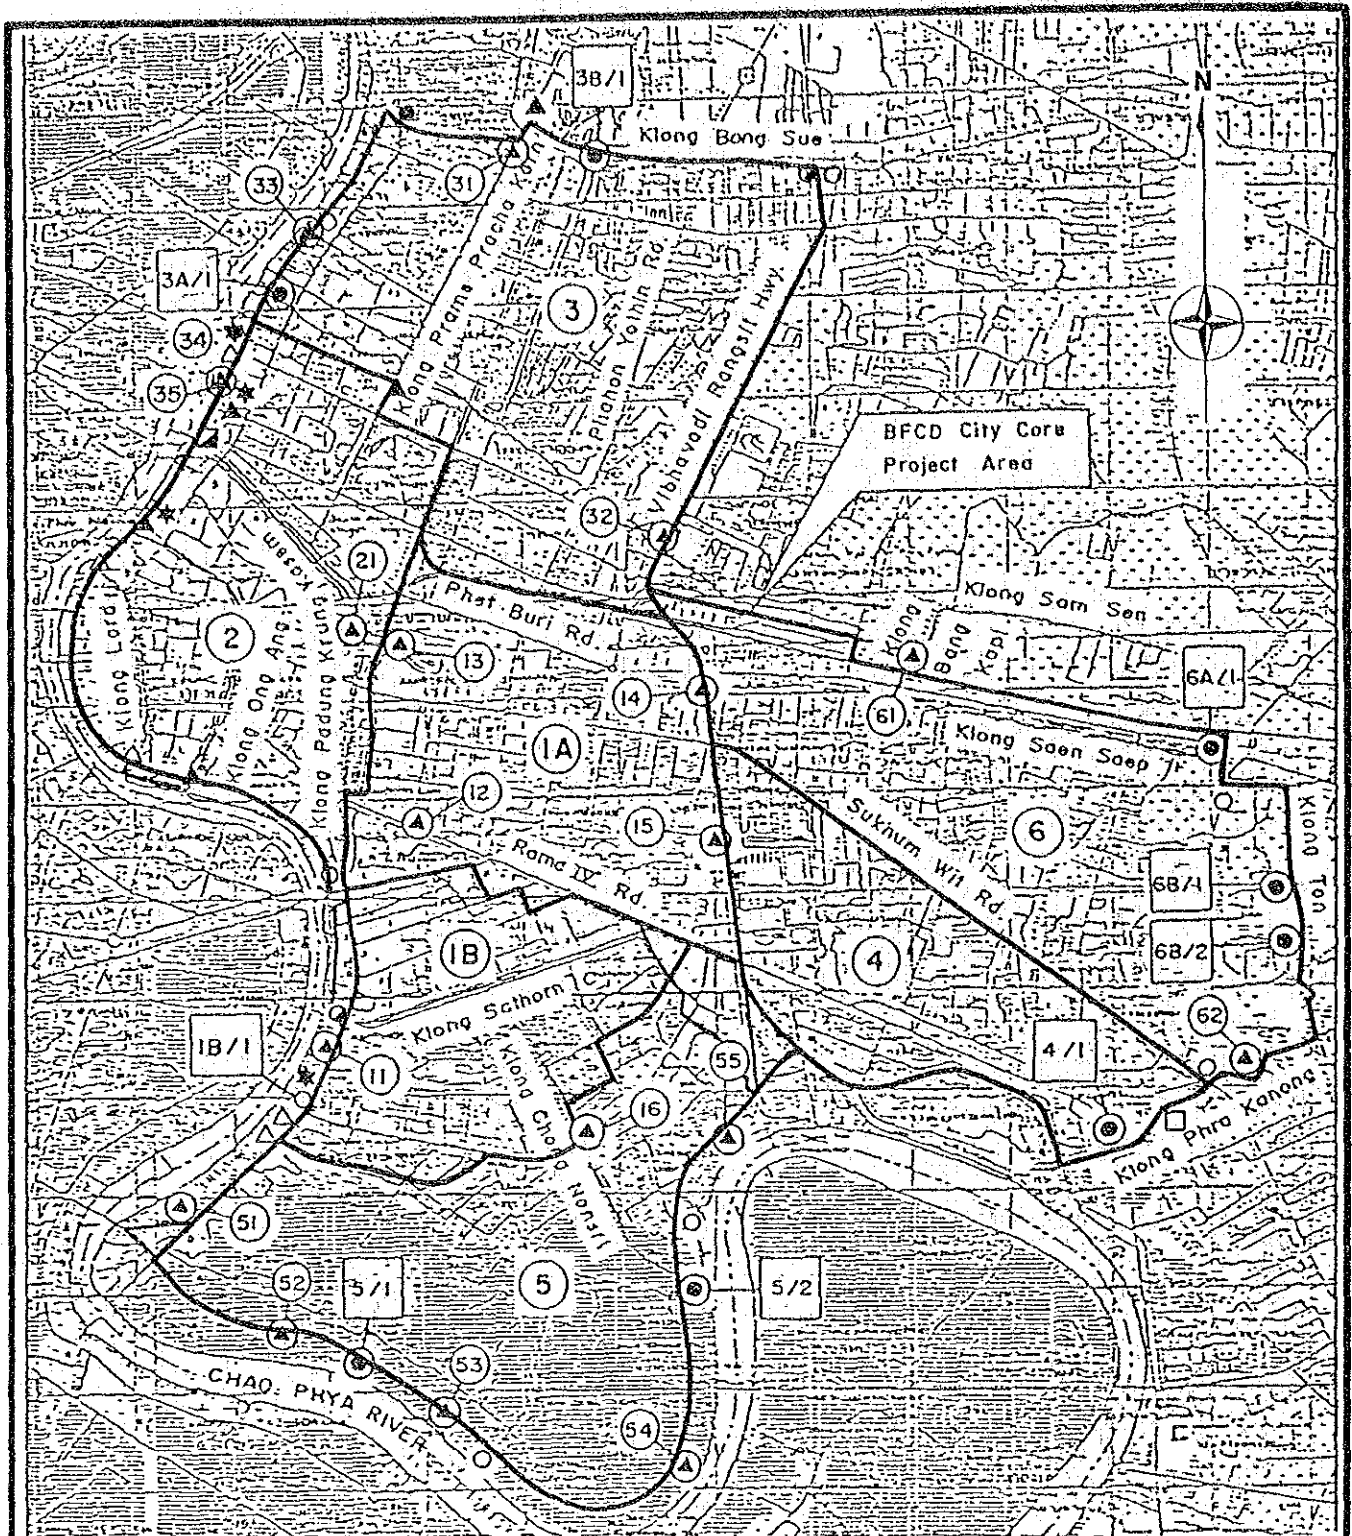 3B/1
N
Klong Bang Sue
33
31
Klong Prama Pracha Kan
3A/1
3
Phahon Yothin Rd.
Vibhavadi Rangsit Hwy.
34
35
BFCD City Core
Project Area
32
21
Kasem
Klong Sam Sen
Phet Buri Rd.
Klong
Bang
Kapi
2
Klong Lord
Klong Ong Ang
Klong Padung Krung
13
6A/1
14
61
1A
Klong Saen Saep
12
15
Sukhum Wit Rd.
6
Klong Ton
Rama IV Rd.
6B/1
1B
4
6B/2
Klong Sathorn
62
1B/1
11
55
4/1
Klong Chong Nonsri
16
Klong Phra Kanong
51
52
5/1
5
5/2
53
CHAO PHYA RIVER
54